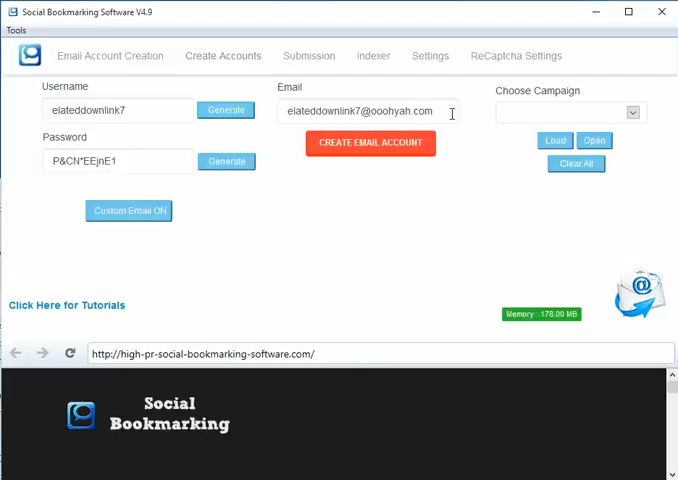 Social Bookmarking Software V4.9
Tools
Email Account Creation Create Accounts Submission Indexer Settings ReCaptcha Settings
Username
elateddownlink7
Generate
Email
elateddownlink7@ooohyah.com
Choose Campaign
Password
P&CN*EEjnE1
Generate
CREATE EMAIL ACCOUNT
Load Open
Clear All
Custom Email ON
Click Here for Tutorials
Memory : 178.00 MB
http://high-pr-social-bookmarking-software.com/
Social
Bookmarking